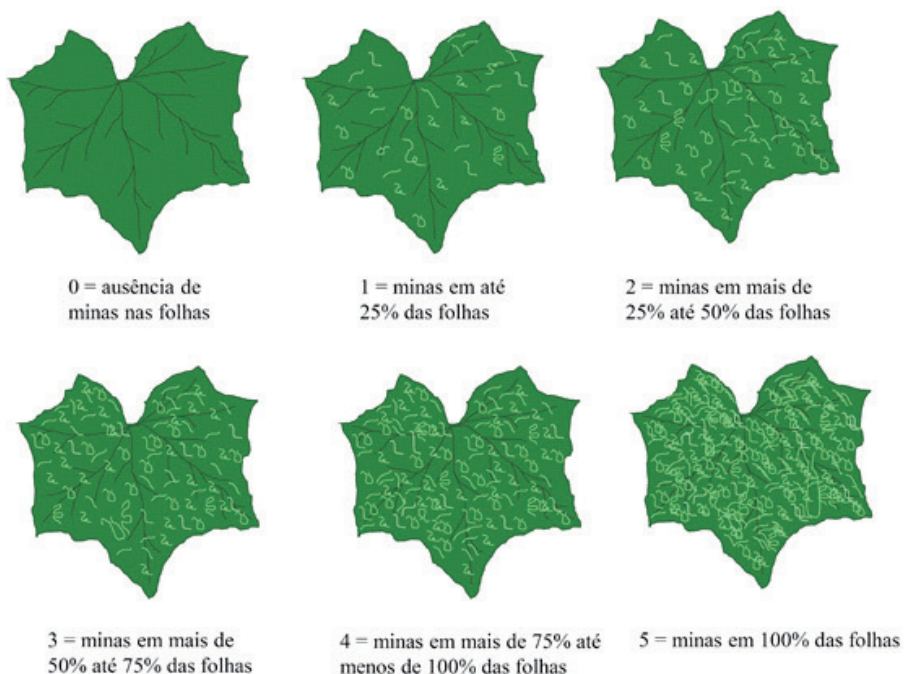 0 = ausência de
minas nas folhas
1 = minas em até
25% das folhas
2 = minas em mais de
25% até 50% das folhas
3 = minas em mais de
50% até 75% das folhas
4 = minas em mais de 75% até
menos de 100% das folhas
5 = minas em 100% das folhas